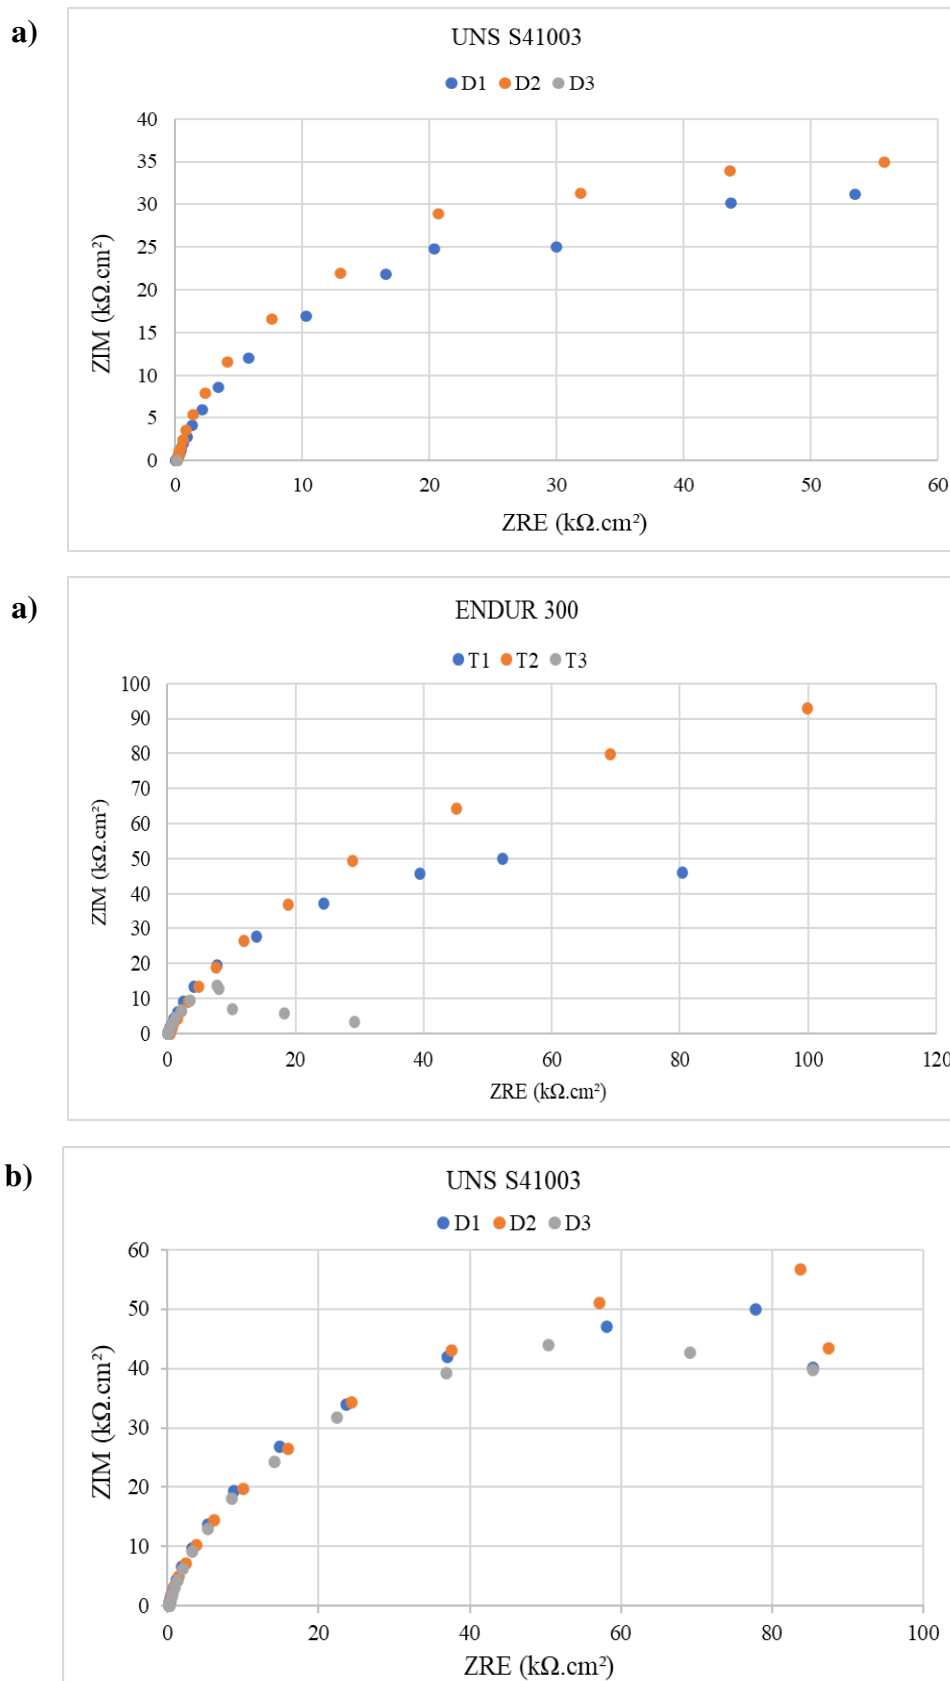 a)
UNS S41003
D1 D2 D3
40
35
30
25
20
15
10
5
0
ZIM (kΩ.cm²)
0 10 20 30 40 50 60
ZRE (kΩ.cm²)
a)
ENDUR 300
T1 T2 T3
100
90
80
70
60
50
40
30
20
10
0
ZIM (kΩ.cm²)
0 20 40 60 80 100 120
ZRE (kΩ.cm²)
b)
UNS S41003
D1 D2 D3
60
50
40
30
20
10
0
ZIM (kΩ.cm²)
0 20 40 60 80 100
ZRE (kΩ.cm²)